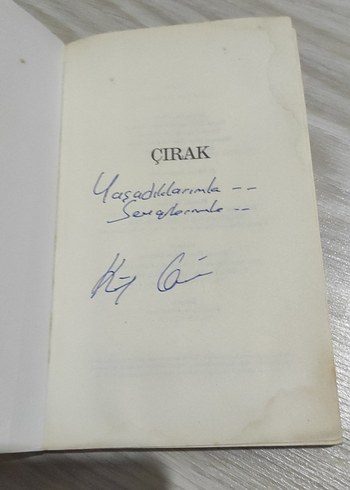 ÇIRAK
Yaşadıklarımla --
Sevgilerimle --